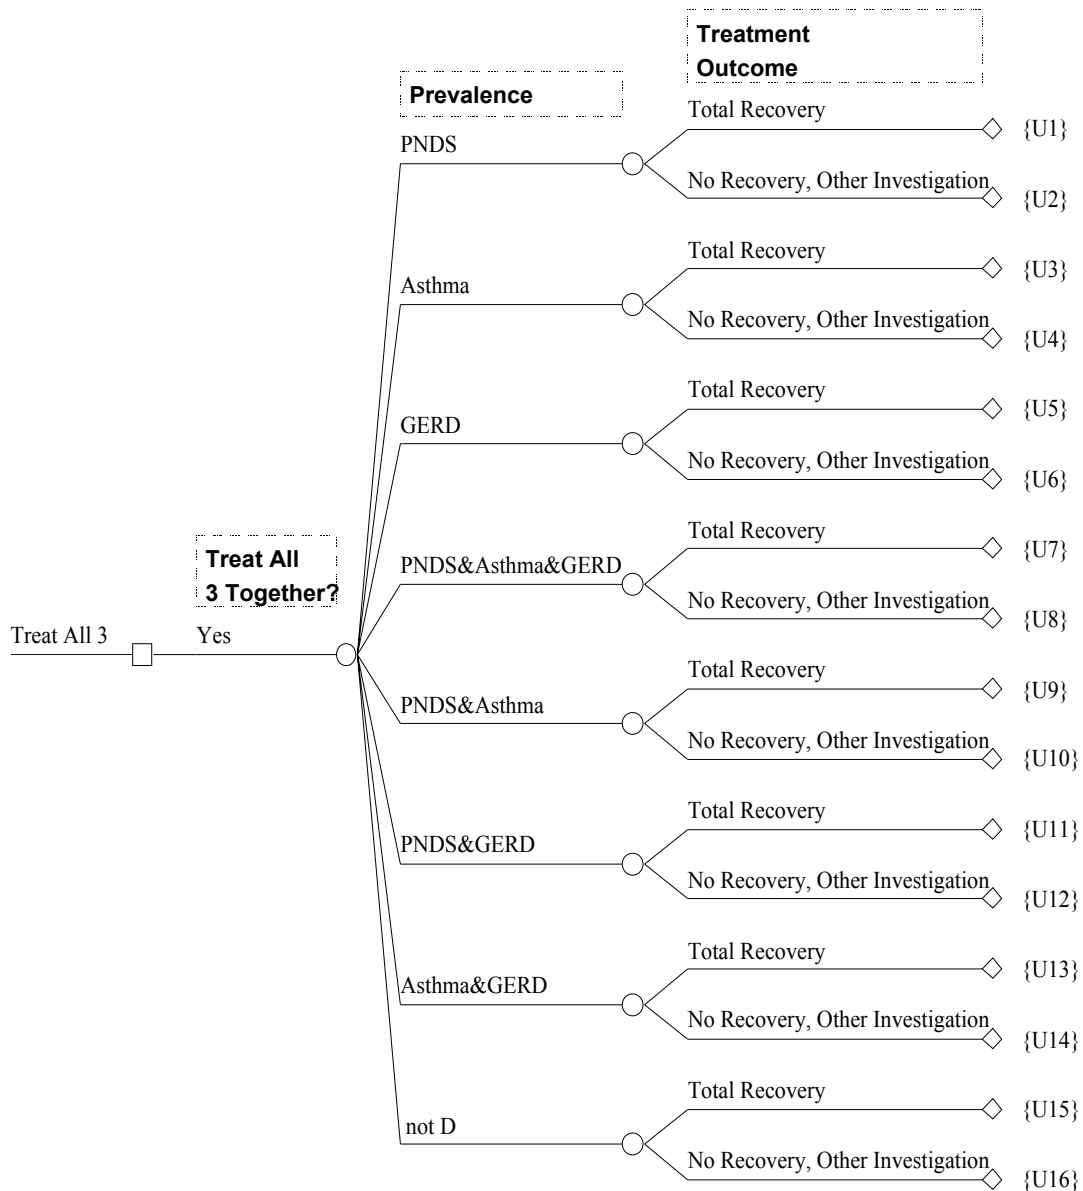 Treatment
Outcome
Prevalence
Total Recovery
{U1}
PNDS
No Recovery, Other Investigation
{U2}
Total Recovery
{U3}
Asthma
No Recovery, Other Investigation
{U4}
Total Recovery
{U5}
GERD
No Recovery, Other Investigation
{U6}
Treat All
3 Together?
Total Recovery
{U7}
PNDS&Asthma&GERD
No Recovery, Other Investigation
{U8}
Treat All 3
Yes
Total Recovery
{U9}
PNDS&Asthma
No Recovery, Other Investigation
{U10}
Total Recovery
{U11}
PNDS&GERD
No Recovery, Other Investigation
{U12}
Total Recovery
{U13}
Asthma&GERD
No Recovery, Other Investigation
{U14}
Total Recovery
{U15}
not D
No Recovery, Other Investigation
{U16}